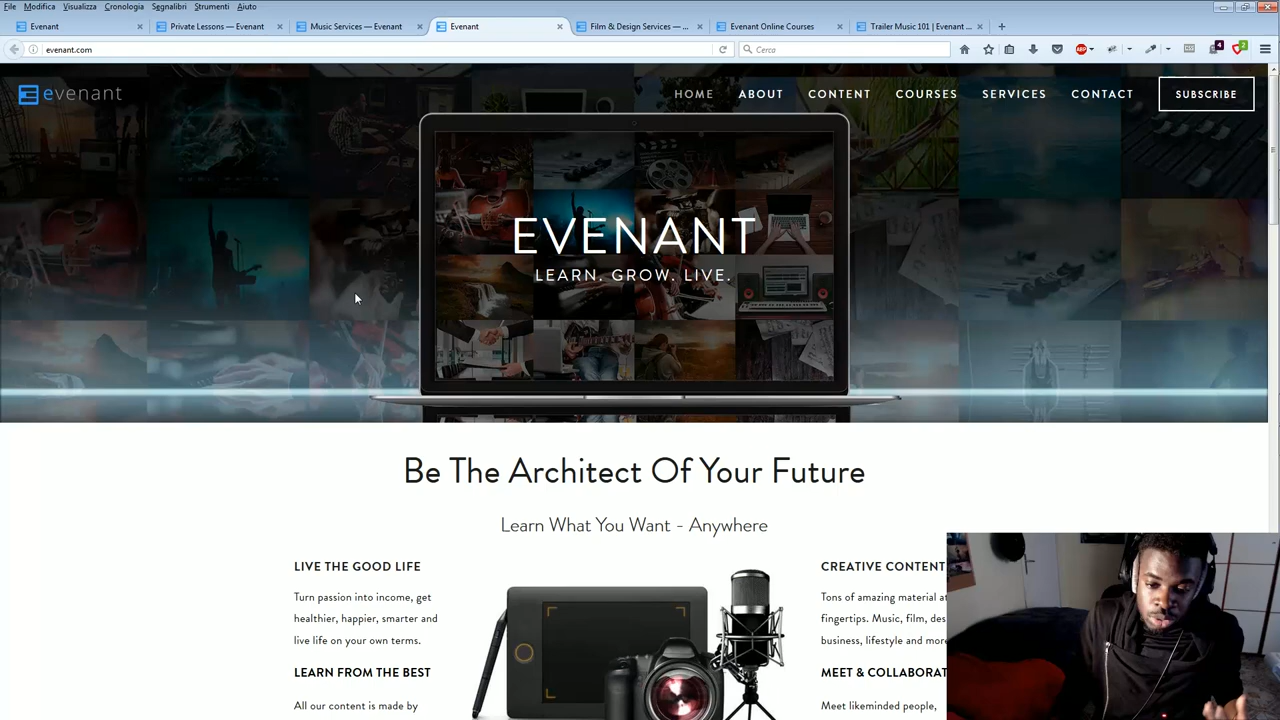 File Modifica Visualizza Cronologia Segnalibri Strumenti Aiuto
Evenant Private Lessons — Evenant Music Services — Evenant Evenant Film & Design Services — ... Evenant Online Courses Trailer Music 101 | Evenant ...
evenant.com Cerca ABP 4 2
evenant HOME ABOUT CONTENT COURSES SERVICES CONTACT SUBSCRIBE
EVENANT
LEARN. GROW. LIVE.
Be The Architect Of Your Future
Learn What You Want - Anywhere
LIVE THE GOOD LIFE
Turn passion into income, get
healthier, happier, smarter and
live life on your own terms.
LEARN FROM THE BEST
All our content is made by
CREATIVE CONTENT
Tons of amazing material at
fingertips. Music, film, des
business, lifestyle and more
MEET & COLLABORAT
Meet likeminded people,